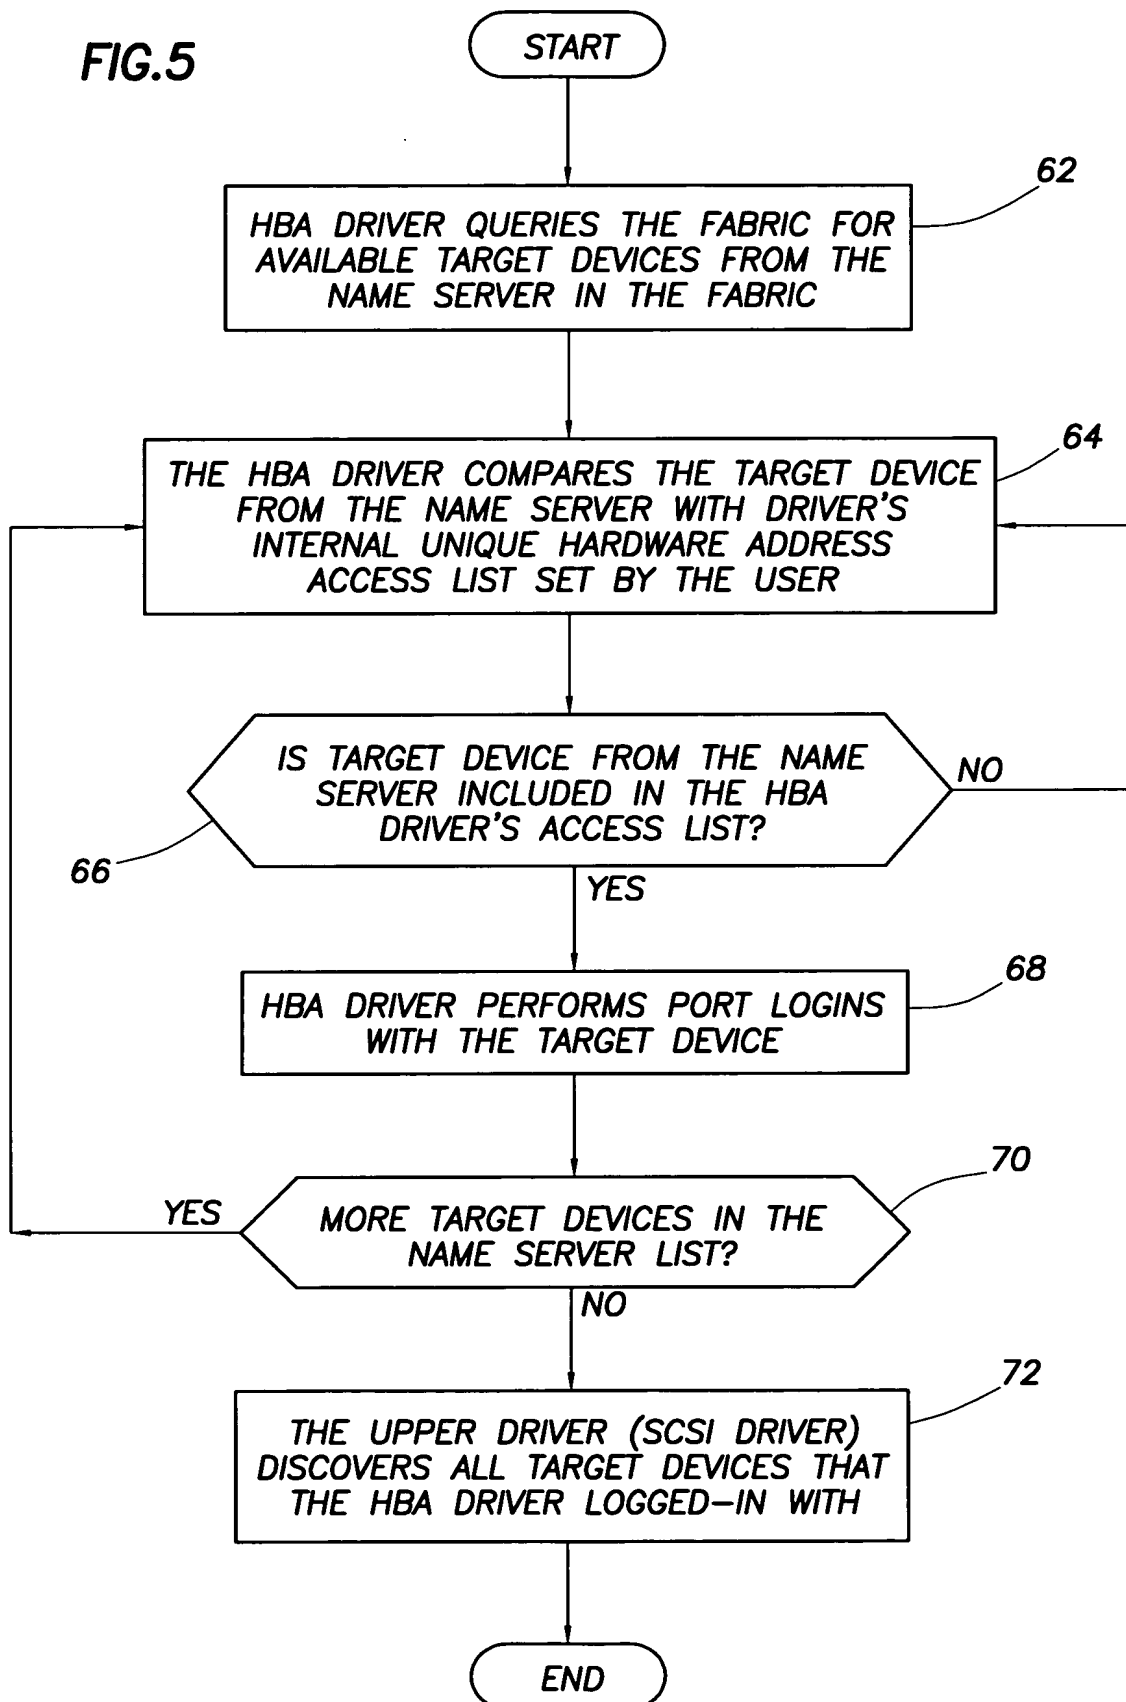 FIG.5
START
62
HBA DRIVER QUERIES THE FABRIC FOR
AVAILABLE TARGET DEVICES FROM THE
NAME SERVER IN THE FABRIC
64
THE HBA DRIVER COMPARES THE TARGET DEVICE
FROM THE NAME SERVER WITH DRIVER'S
INTERNAL UNIQUE HARDWARE ADDRESS
ACCESS LIST SET BY THE USER
IS TARGET DEVICE FROM THE NAME
SERVER INCLUDED IN THE HBA
DRIVER'S ACCESS LIST?
NO
66
YES
68
HBA DRIVER PERFORMS PORT LOGINS
WITH THE TARGET DEVICE
70
YES
MORE TARGET DEVICES IN THE
NAME SERVER LIST?
NO
72
THE UPPER DRIVER (SCSI DRIVER)
DISCOVERS ALL TARGET DEVICES THAT
THE HBA DRIVER LOGGED-IN WITH
END